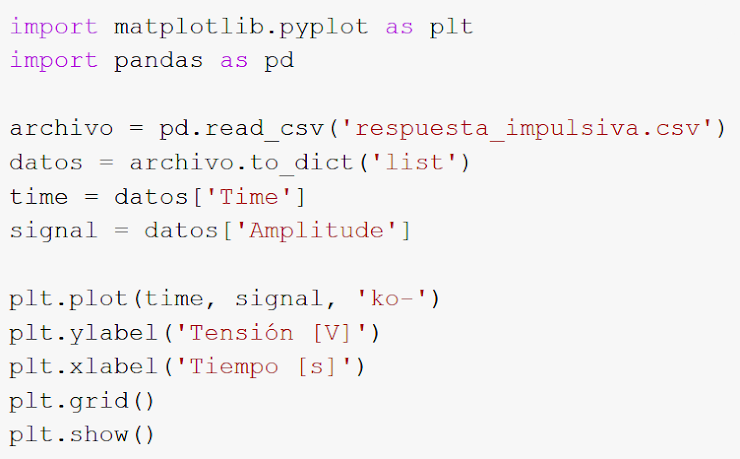 import matplotlib.pyplot as plt
import pandas as pd
archivo = pd.read_csv('respuesta_impulsiva.csv')
datos = archivo.to_dict('list')
time = datos['Time']
signal = datos['Amplitude']
plt.plot(time, signal, 'ko-')
plt.ylabel('Tensión [V]')
plt.xlabel('Tiempo [s]')
plt.grid()
plt.show()